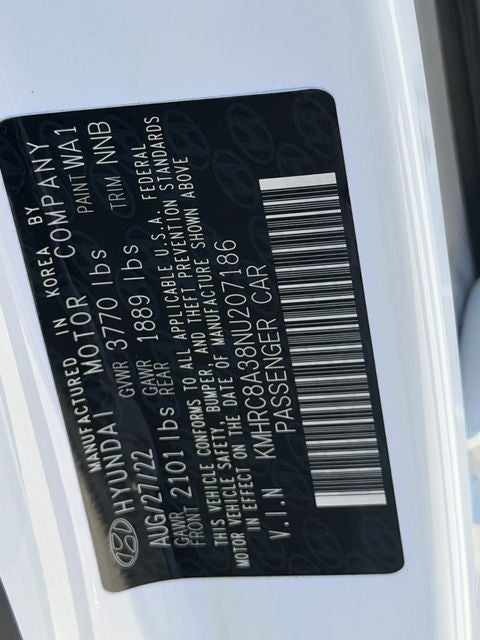 MANUFACTURED IN KOREA BY
HYUNDAI MOTOR COMPANY
AUG/27/22 GVWR 3770 lbs PAINT WA1
GAWR FRONT 2101 lbs GAWR REAR 1889 lbs TRIM NNB
THIS VEHICLE CONFORMS TO ALL APPLICABLE U.S.A. FEDERAL
MOTOR VEHICLE SAFETY, BUMPER, AND THEFT PREVENTION STANDARDS
IN EFFECT ON THE DATE OF MANUFACTURE SHOWN ABOVE
V.I.N KMHRC8A38NU207186
PASSENGER CAR